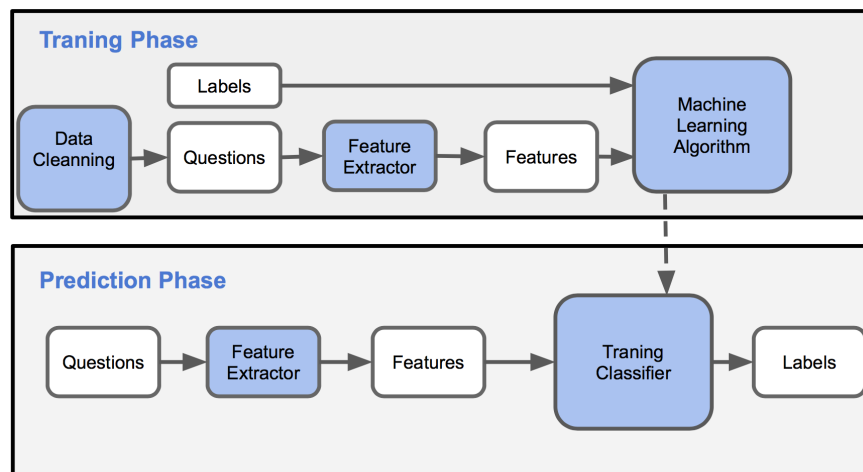 Traning Phase
Labels
Machine
Learning
Algorithm
Data
Cleanning
Questions
Feature
Extractor
Features
Prediction Phase
Questions
Feature
Extractor
Features
Traning
Classifier
Labels